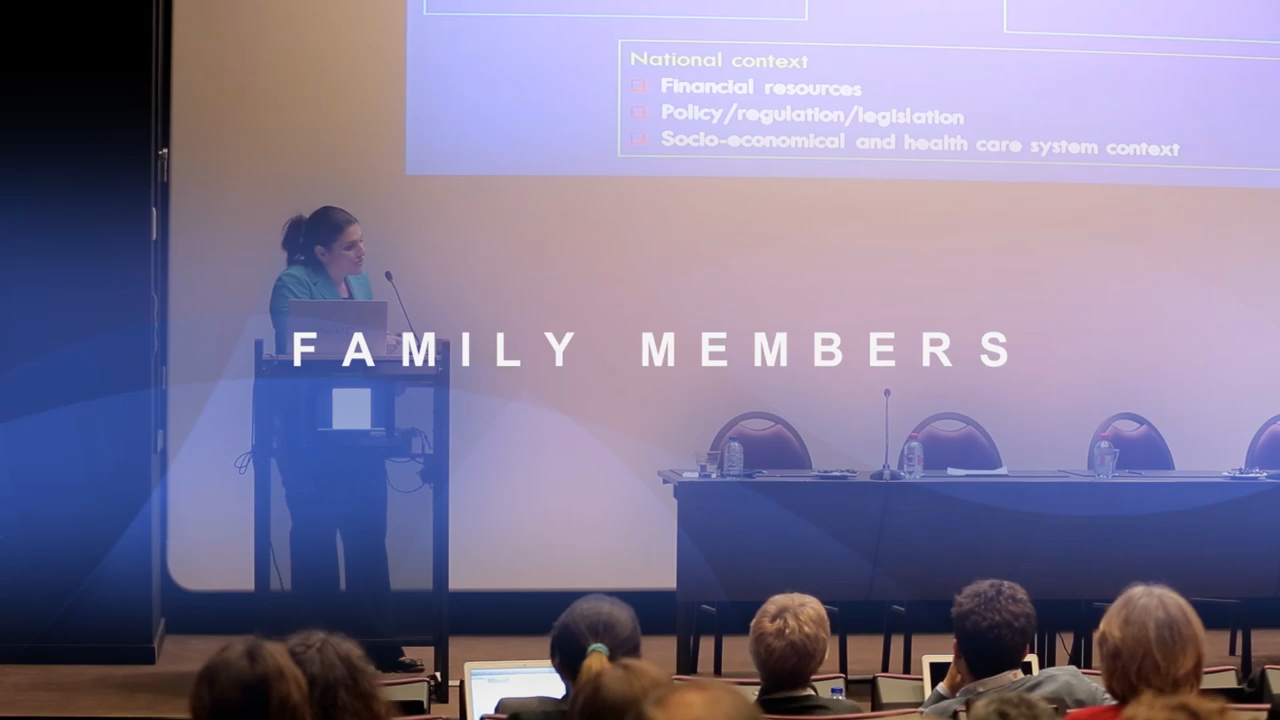 National context
Financial resources
Policy/regulation/legislation
Socio-economical and health care system context
FAMILY MEMBERS